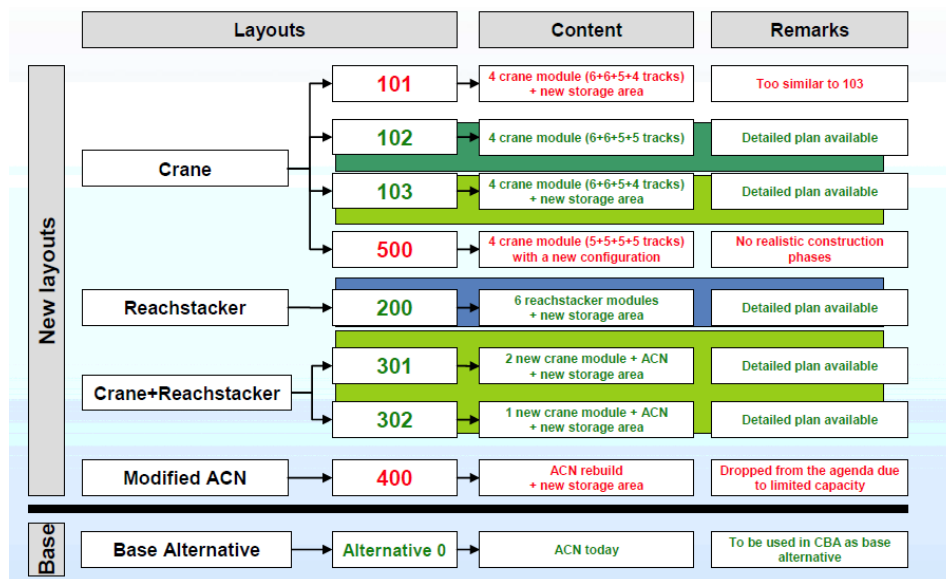 Layouts
Content
Remarks
New layouts
Crane
101
4 crane module (6+6+5+4 tracks)
+ new storage area
Too similar to 103
102
4 crane module (6+6+5+5 tracks)
Detailed plan available
103
4 crane module (6+6+5+4 tracks)
+ new storage area
Detailed plan available
500
4 crane module (5+5+5+5 tracks)
with a new configuration
No realistic construction
phases
Reachstacker
200
6 reachstacker modules
+ new storage area
Detailed plan available
Crane+Reachstacker
301
2 new crane module + ACN
+ new storage area
Detailed plan available
302
1 new crane module + ACN
+ new storage area
Detailed plan available
Modified ACN
400
ACN rebuild
+ new storage area
Dropped from the agenda due
to limited capacity
Base
Base Alternative
Alternative 0
ACN today
To be used in CBA as base
alternative